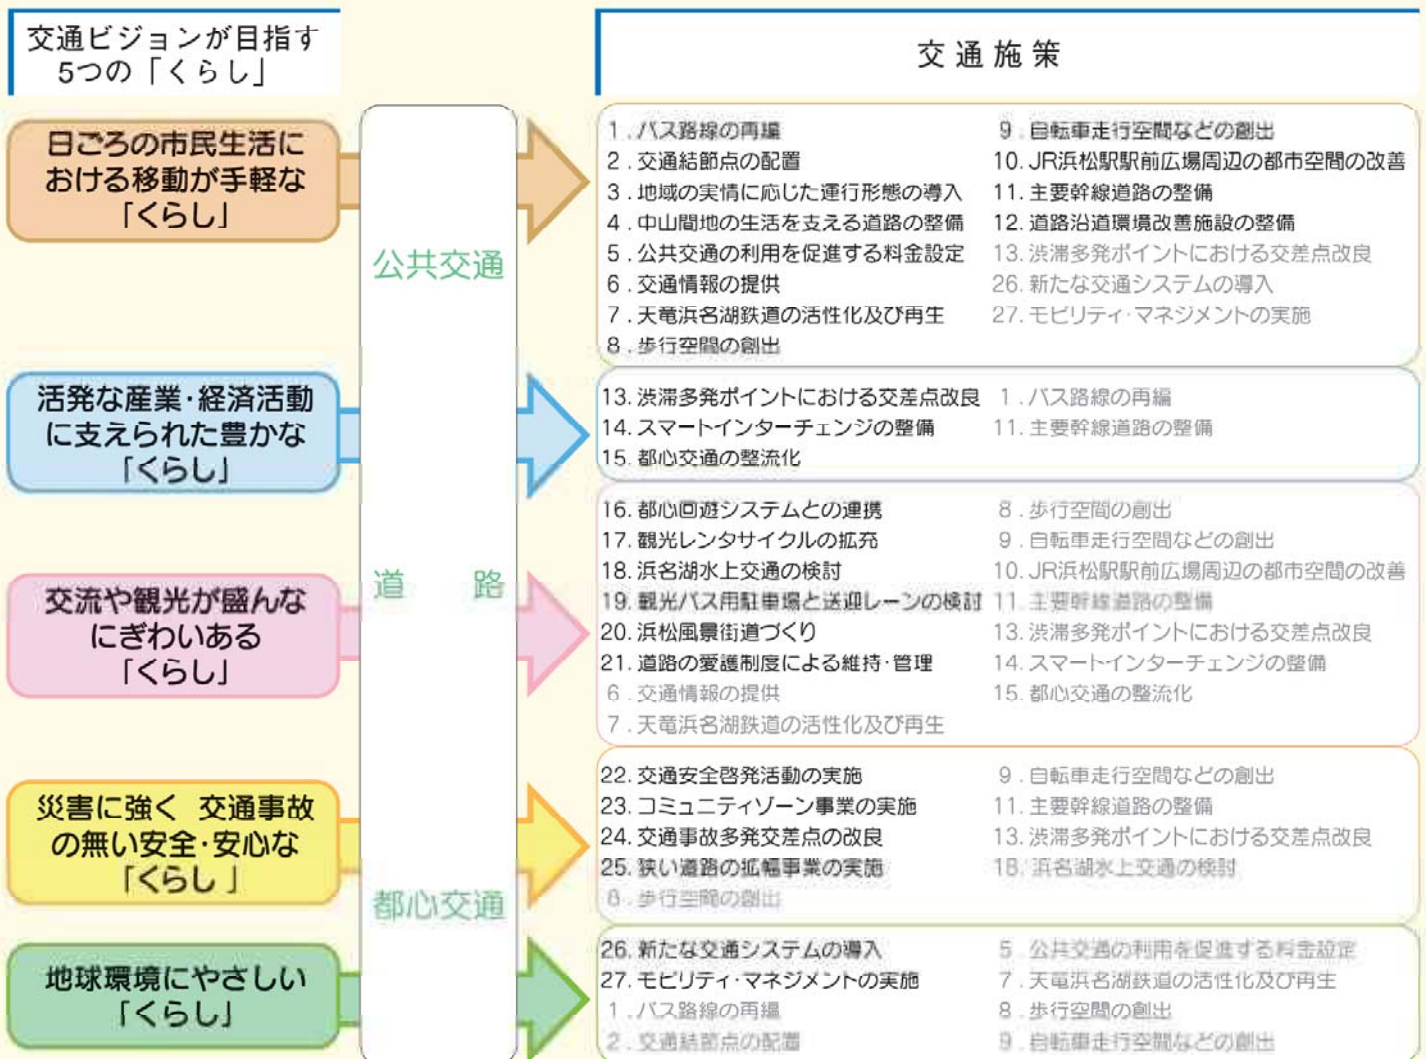 交通ビジョンが目指す
5つの「くらし」
交通施策
日ごろの市民生活に
おける移動が手軽な
「くらし」
公共交通
1.バス路線の再編
2.交通結節点の配置
3.地域の実情に応じた運行形態の導入
4.中山間地の生活を支える道路の整備
5.公共交通の利用を促進する料金設定
6.交通情報の提供
7.天竜浜名湖鉄道の活性化及び再生
8.歩行空間の創出
9.自転車走行空間などの創出
10.JR浜松駅駅前広場周辺の都市空間の改善
11.主要幹線道路の整備
12.道路沿道環境改善施設の整備
13.渋滞多発ポイントにおける交差点改良
26.新たな交通システムの導入
27.モビリティ・マネジメントの実施
活発な産業・経済活動
に支えられた豊かな
「くらし」
13.渋滞多発ポイントにおける交差点改良
14.スマートインターチェンジの整備
15.都心交通の整流化
1.バス路線の再編
11.主要幹線道路の整備
交流や観光が盛んな
にぎわいある
「くらし」
道 路
16.都心回遊システムとの連携
17.観光レンタサイクルの拡充
18.浜名湖水上交通の検討
19.観光バス用駐車場と送迎レーンの検討
20.浜松風景街道づくり
21.道路の愛護制度による維持・管理
6.交通情報の提供
7.天竜浜名湖鉄道の活性化及び再生
8.歩行空間の創出
9.自転車走行空間などの創出
10.JR浜松駅駅前広場周辺の都市空間の改善
11.主要幹線道路の整備
13.渋滞多発ポイントにおける交差点改良
14.スマートインターチェンジの整備
15.都心交通の整流化
災害に強く 交通事故
の無い安全・安心な
「くらし 」
都心交通
22.交通安全啓発活動の実施
23.コミュニティゾーン事業の実施
24.交通事故多発交差点の改良
25.狭い道路の拡幅事業の実施
8.歩行空間の創出
9.自転車走行空間などの創出
11.主要幹線道路の整備
13.渋滞多発ポイントにおける交差点改良
18.浜名湖水上交通の検討
地球環境にやさしい
「くらし」
26.新たな交通システムの導入
27.モビリティ・マネジメントの実施
1.バス路線の再編
2.交通結節点の配置
5.公共交通の利用を促進する料金設定
7.天竜浜名湖鉄道の活性化及び再生
8.歩行空間の創出
9.自転車走行空間などの創出